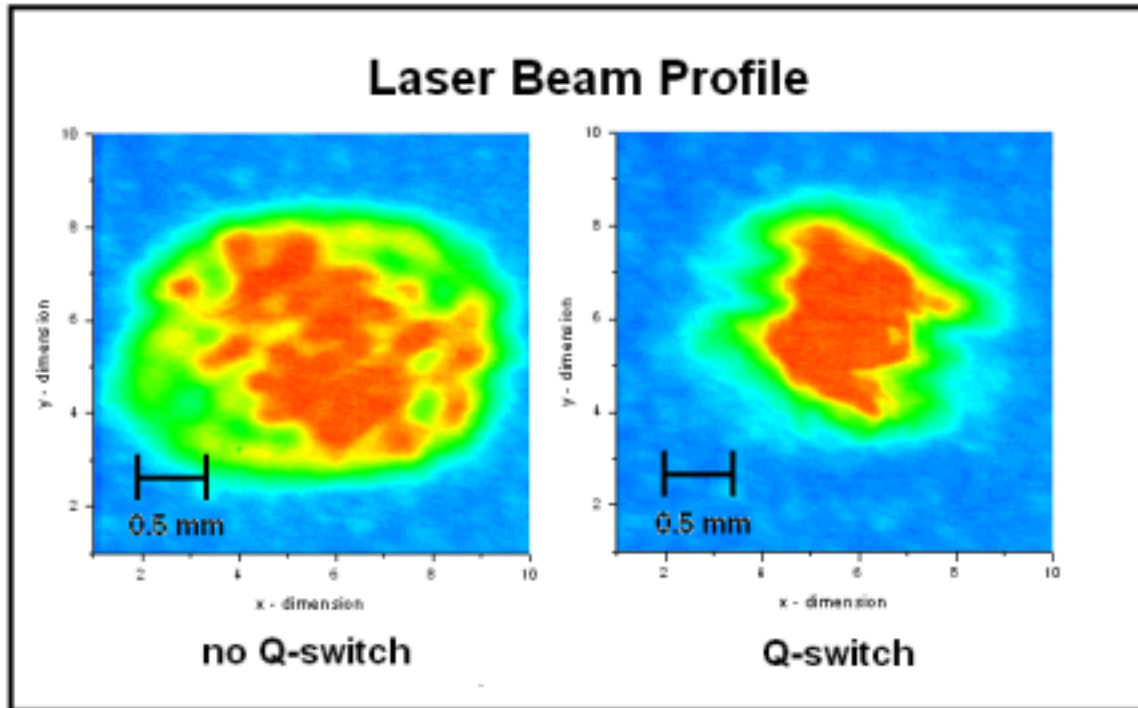 Laser Beam Profile
10
8
6
4
2
y - dimension
0.5 mm
2 4 6 8 10
x - dimension
no Q-switch
10
8
6
4
2
y - dimension
0.5 mm
2 4 6 8 10
x - dimension
Q-switch